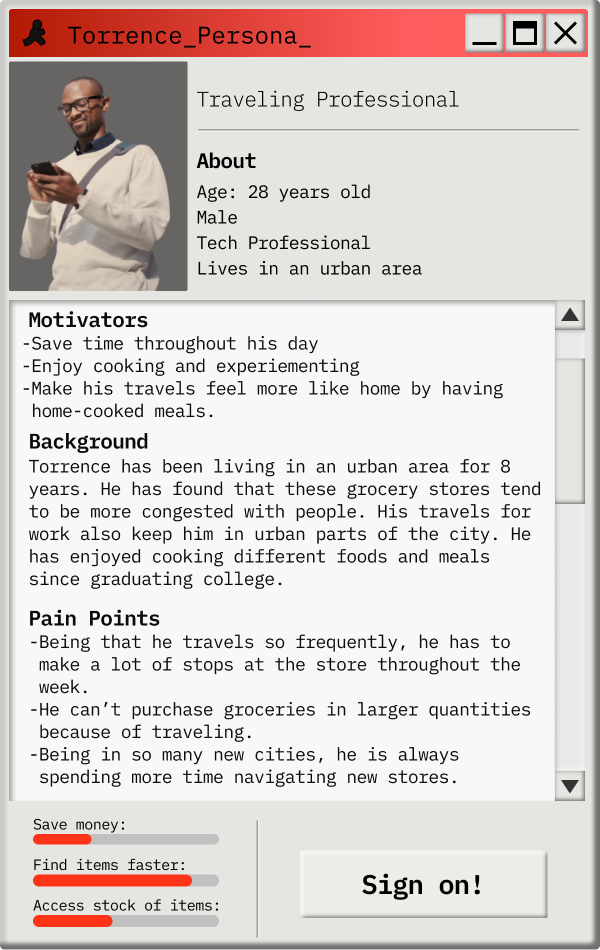 Torrence_Persona_
Traveling Professional
About
Age: 28 years old
Male
Tech Professional
Lives in an urban area
Motivators
-Save time throughout his day
-Enjoy cooking and experiementing
-Make his travels feel more like home by having
home-cooked meals.
Background
Torrence has been living in an urban area for 8
years. He has found that these grocery stores tend
to be more congested with people. His travels for
work also keep him in urban parts of the city. He
has enjoyed cooking different foods and meals
since graduating college.
Pain Points
-Being that he travels so frequently, he has to
make a lot of stops at the store throughout the
week.
-He can’t purchase groceries in larger quantities
because of traveling.
-Being in so many new cities, he is always
spending more time navigating new stores.
Save money:
Find items faster:
Access stock of items:
Sign on!